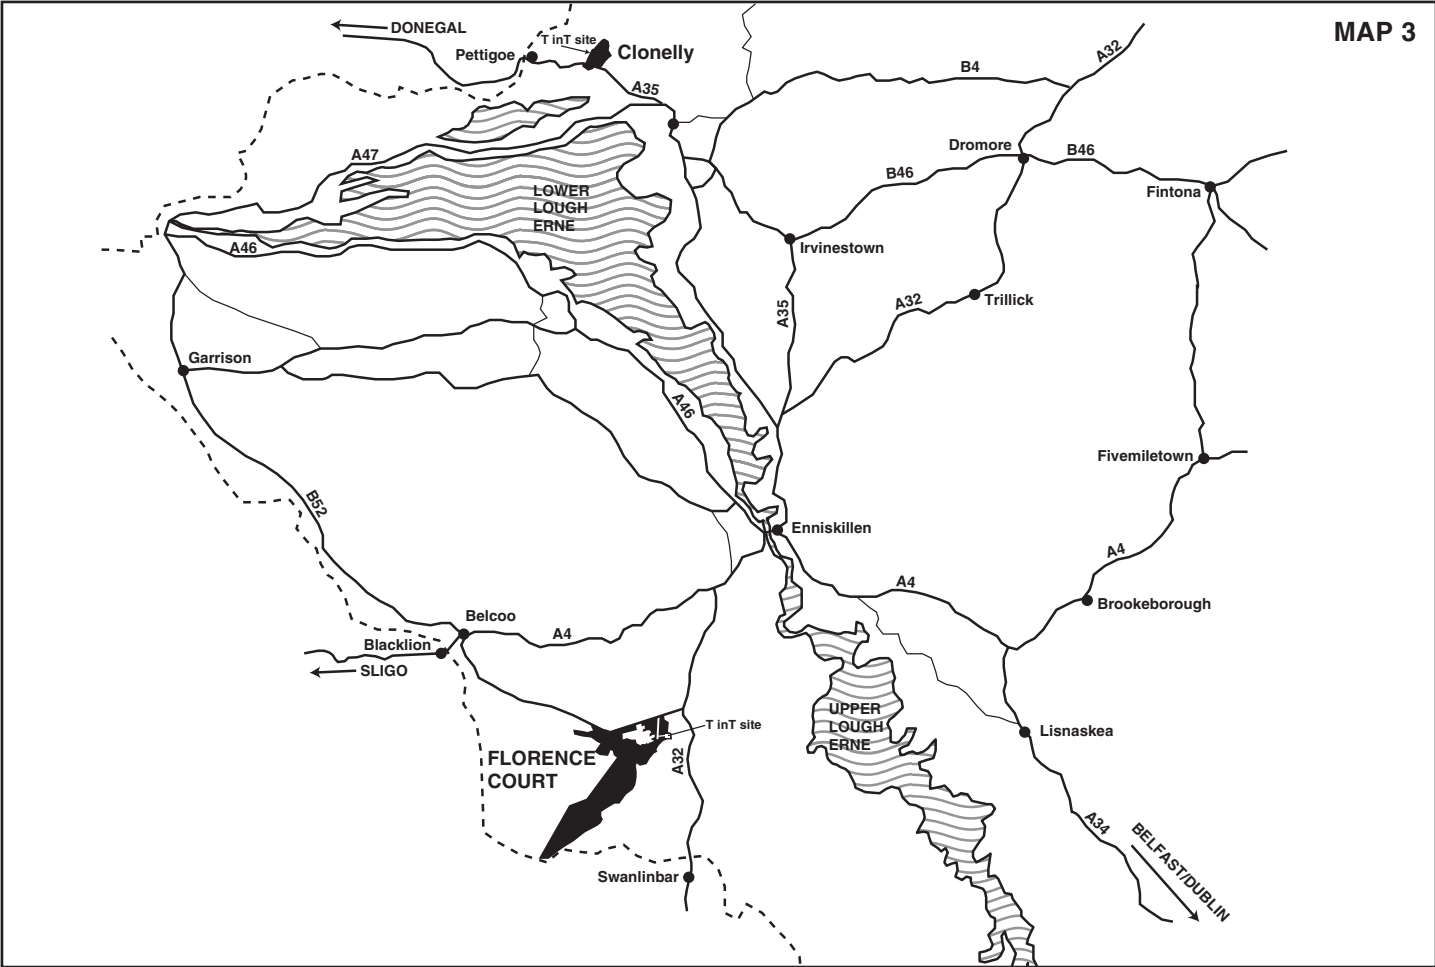 MAP 3
DONEGAL
T inT site
Pettigoe
Clonelly
A35
B4
A32
A47
Dromore
B46
B46
Fintona
LOWER
LOUGH
ERNE
A46
Irvinestown
A35
A32
Trillick
Garrison
A46
Fivemiletown
B52
Enniskillen
A4
A4
Brookeborough
Belcoo
A4
Blacklion
SLIGO
UPPER
LOUGH
ERNE
T inT site
Lisnaskea
FLORENCE
COURT
A32
A34
BELFAST/DUBLIN
Swanlinbar